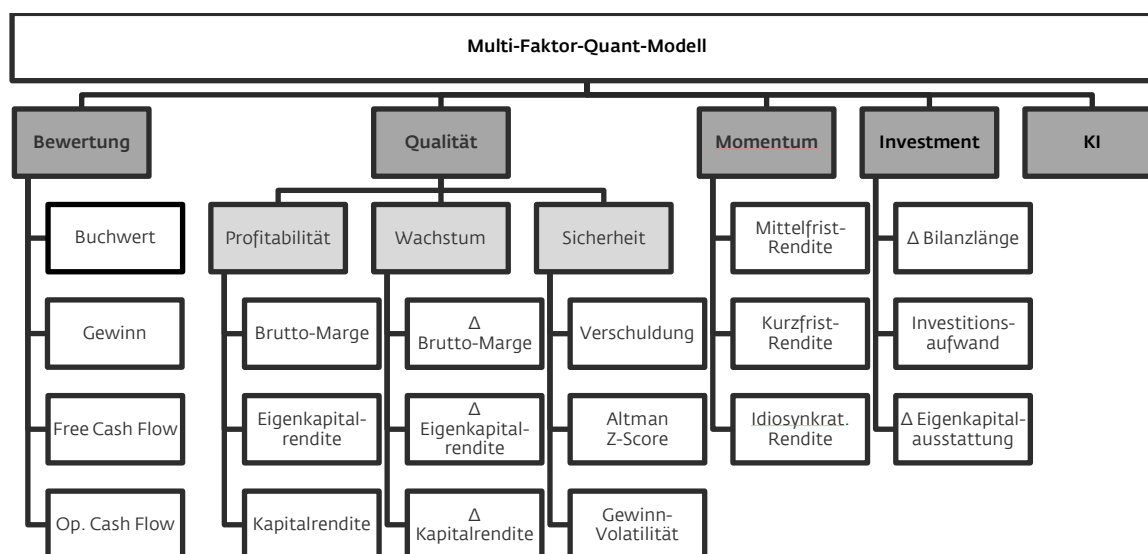 Multi-Faktor-Quant-Modell
Bewertung
Qualität
Momentum
Investment
KI
Buchwert
Gewinn
Free Cash Flow
Op. Cash Flow
Profitabilität
Wachstum
Sicherheit
Brutto-Marge
Eigenkapital-
rendite
Kapitalrendite
Δ
Brutto-Marge
Δ
Eigenkapital-
rendite
Δ
Kapitalrendite
Verschuldung
Altman
Z-Score
Gewinn-
Volatilität
Mittelfrist-
Rendite
Kurzfrist-
Rendite
Idiosynkrat.
Rendite
Δ Bilanzlänge
Investitions-
aufwand
Δ Eigenkapital-
ausstattung